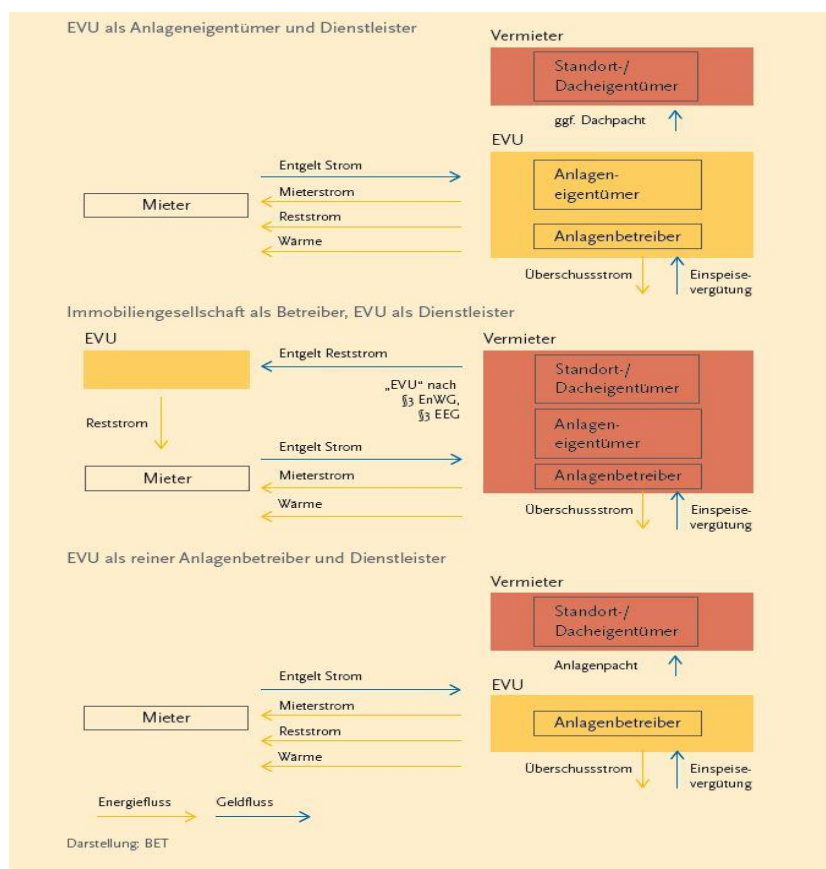 EVU als Anlageneigentümer und Dienstleister
Vermieter
Standort-/
Dacheigentümer
ggf. Dachpacht
EVU
Entgelt Strom
Anlagen-
eigentümer
Mieterstrom
Mieter
Reststrom
Anlagenbetreiber
Wärme
Überschussstrom
Einspeise-
vergütung
Immobiliengesellschaft als Betreiber, EVU als Dienstleister
EVU
Vermieter
Entgelt Reststrom
Standort-/
Dacheigentümer
„EVU“ nach
§3 EnWG,
§3 EEG
Reststrom
Anlagen-
eigentümer
Entgelt Strom
Mieter
Mieterstrom
Anlagenbetreiber
Wärme
Überschussstrom
Einspeise-
vergütung
EVU als reiner Anlagenbetreiber und Dienstleister
Vermieter
Standort-/
Dacheigentümer
Anlagenpacht
Entgelt Strom
EVU
Mieterstrom
Mieter
Anlagenbetreiber
Reststrom
Wärme
Überschussstrom
Einspeise-
vergütung
Energiefluss
Geldfluss
Darstellung: BET